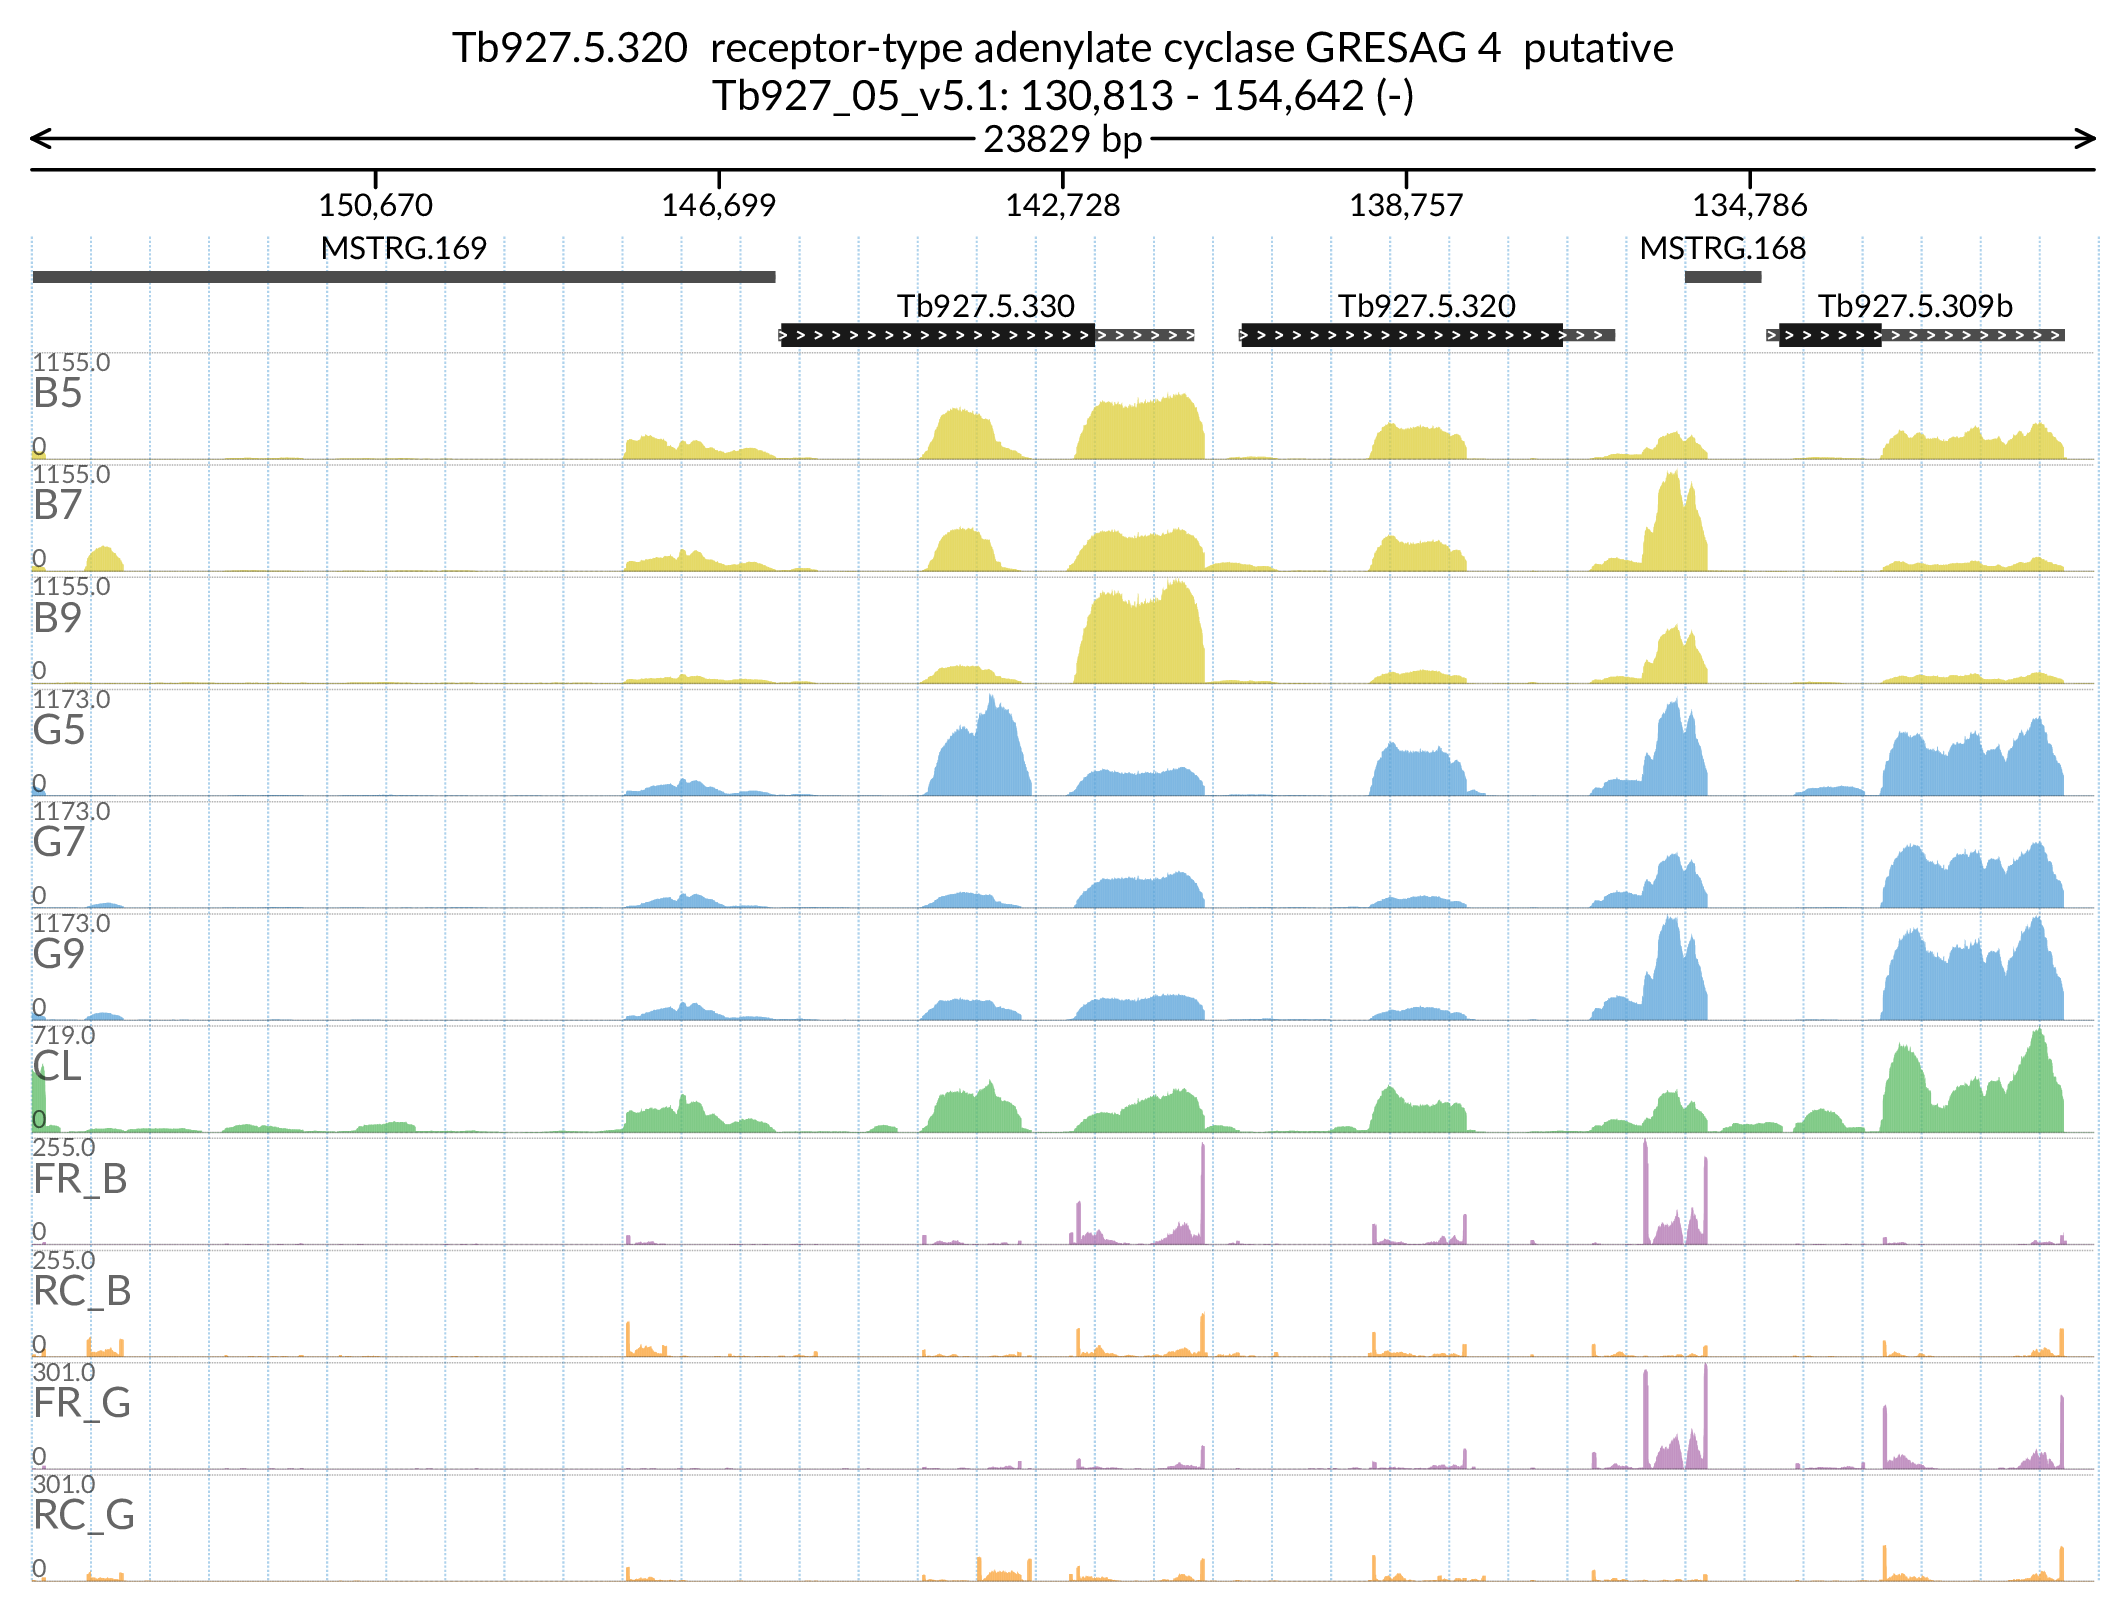 Tb927.5.320  receptor-type adenylate cyclase GRESAG 4  putative
Tb927_05_v5.1: 130,813 - 154,642 (-)
23829 bp
150,670 146,699 142,728 138,757 134,786
MSTRG.169 MSTRG.168
Tb927.5.330 Tb927.5.320 Tb927.5.309b
1155.0
B5
0
1155.0
B7
0
1155.0
B9
0
1173.0
G5
0
1173.0
G7
0
1173.0
G9
0
719.0
CL
0
255.0
FR_B
0
255.0
RC_B
0
301.0
FR_G
0
301.0
RC_G
0